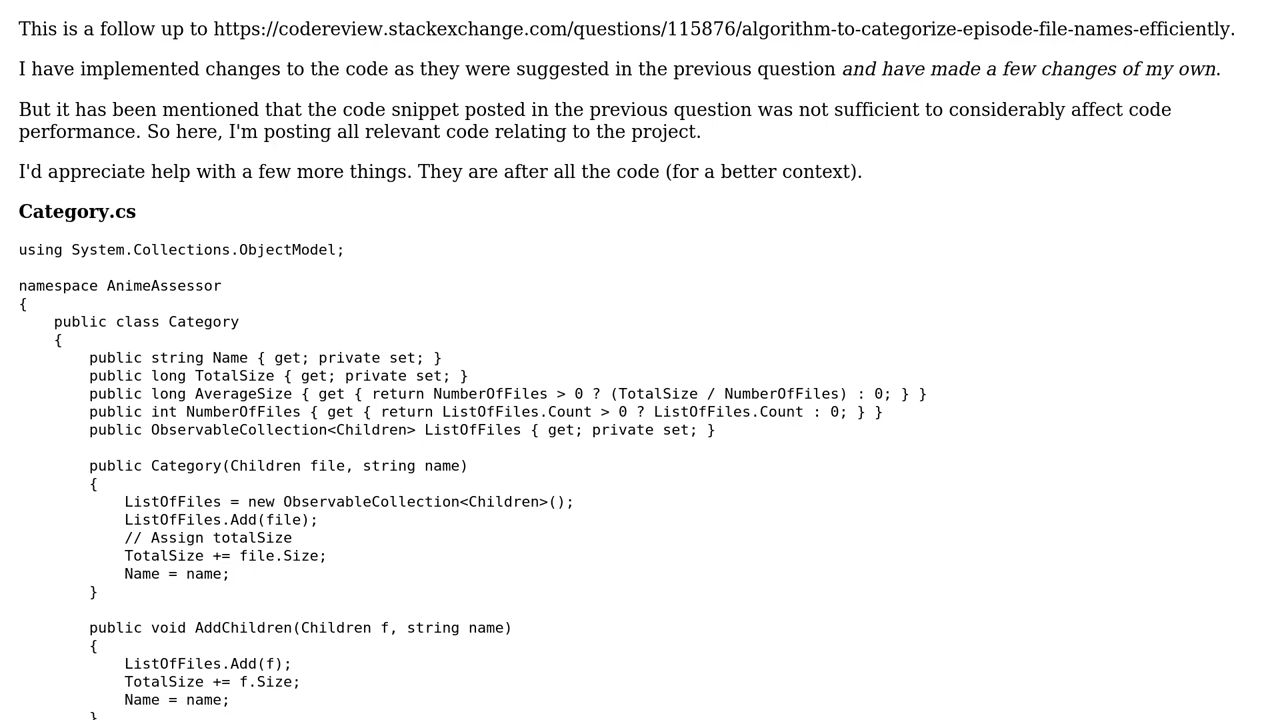 This is a follow up to https://codereview.stackexchange.com/questions/115876/algorithm-to-categorize-episode-file-names-efficiently.
I have implemented changes to the code as they were suggested in the previous question and have made a few changes of my own.
But it has been mentioned that the code snippet posted in the previous question was not sufficient to considerably affect code
performance. So here, I'm posting all relevant code relating to the project.
I'd appreciate help with a few more things. They are after all the code (for a better context).
Category.cs
using System.Collections.ObjectModel;
namespace AnimeAssessor
{
    public class Category
    {
        public string Name { get; private set; }
        public long TotalSize { get; private set; }
        public long AverageSize { get { return NumberOfFiles > 0 ? (TotalSize / NumberOfFiles) : 0; } }
        public int NumberOfFiles { get { return ListOfFiles.Count > 0 ? ListOfFiles.Count : 0; } }
        public ObservableCollection<Children> ListOfFiles { get; private set; }
        public Category(Children file, string name)
        {
            ListOfFiles = new ObservableCollection<Children>();
            ListOfFiles.Add(file);
            // Assign totalSize
            TotalSize += file.Size;
            Name = name;
        }
        public void AddChildren(Children f, string name)
        {
            ListOfFiles.Add(f);
            TotalSize += f.Size;
            Name = name;
        }